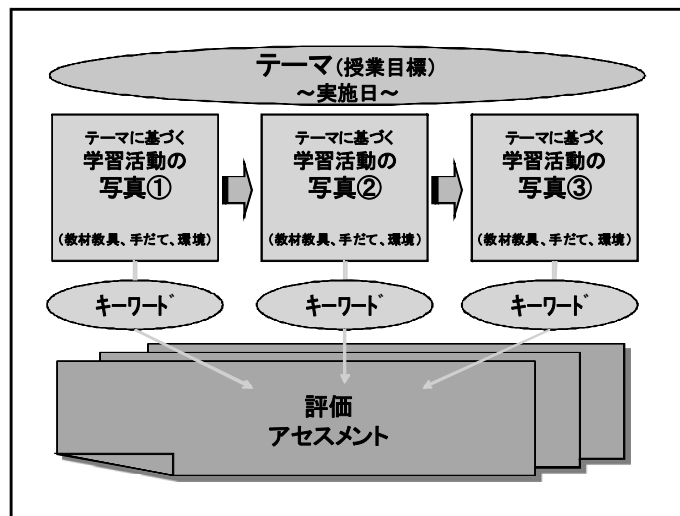 テーマ(授業目標)
～実施日～
テーマに基づく
学習活動の
写真①
(教材教具、手だて、環境)
テーマに基づく
学習活動の
写真②
(教材教具、手だて、環境)
テーマに基づく
学習活動の
写真③
(教材教具、手だて、環境)
キーワード
キーワード
キーワード
評価
アセスメント